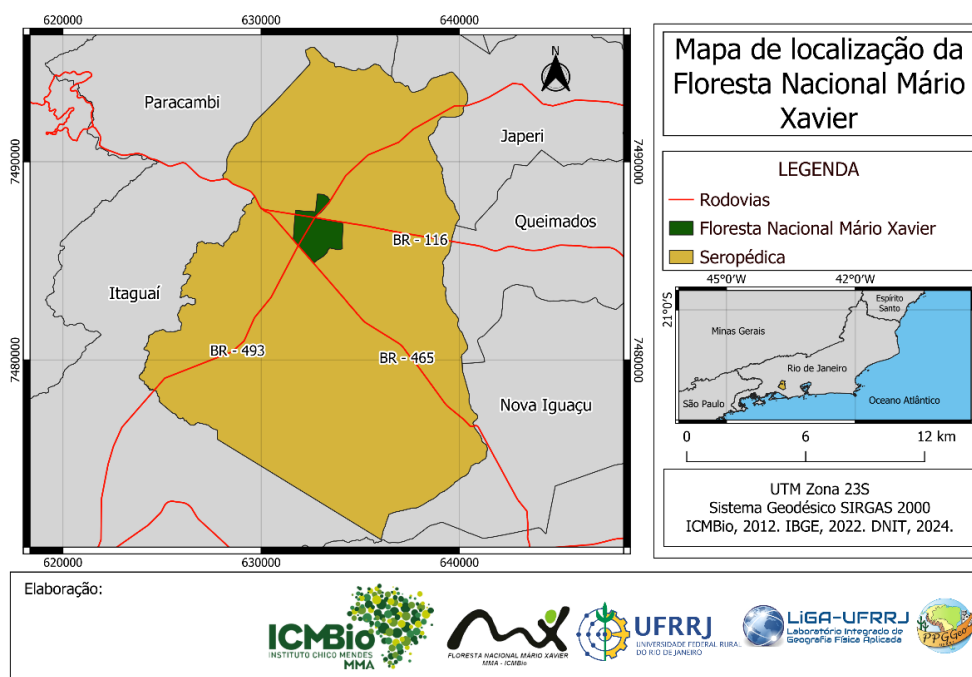 620000
630000
640000
N
Paracambi
Japeri
7490000
7490000
Queimados
BR - 116
Itaguaí
BR - 493
BR - 465
7480000
7480000
Nova Iguaçu
620000
630000
640000
Mapa de localização da
Floresta Nacional Mário
Xavier
LEGENDA
Rodovias
Floresta Nacional Mário Xavier
Seropédica
45°0'W
42°0'W
21°0'S
Espírito
Santo
Minas Gerais
Rio de Janeiro
São Paulo
Oceano Atlântico
0
6
12 km
UTM Zona 23S
Sistema Geodésico SIRGAS 2000
ICMBio, 2012. IBGE, 2022. DNIT, 2024.
Elaboração:
ICMBio
INSTITUTO CHICO MENDES
MMA
FLORESTA NACIONAL MÁRIO XAVIER
MMA - ICMBio
UFRRJ
UNIVERSIDADE FEDERAL RURAL
DO RIO DE JANEIRO
LiGA-UFRRJ
Laboratório Integrado de
Geografia Física Aplicada
PPGGeo